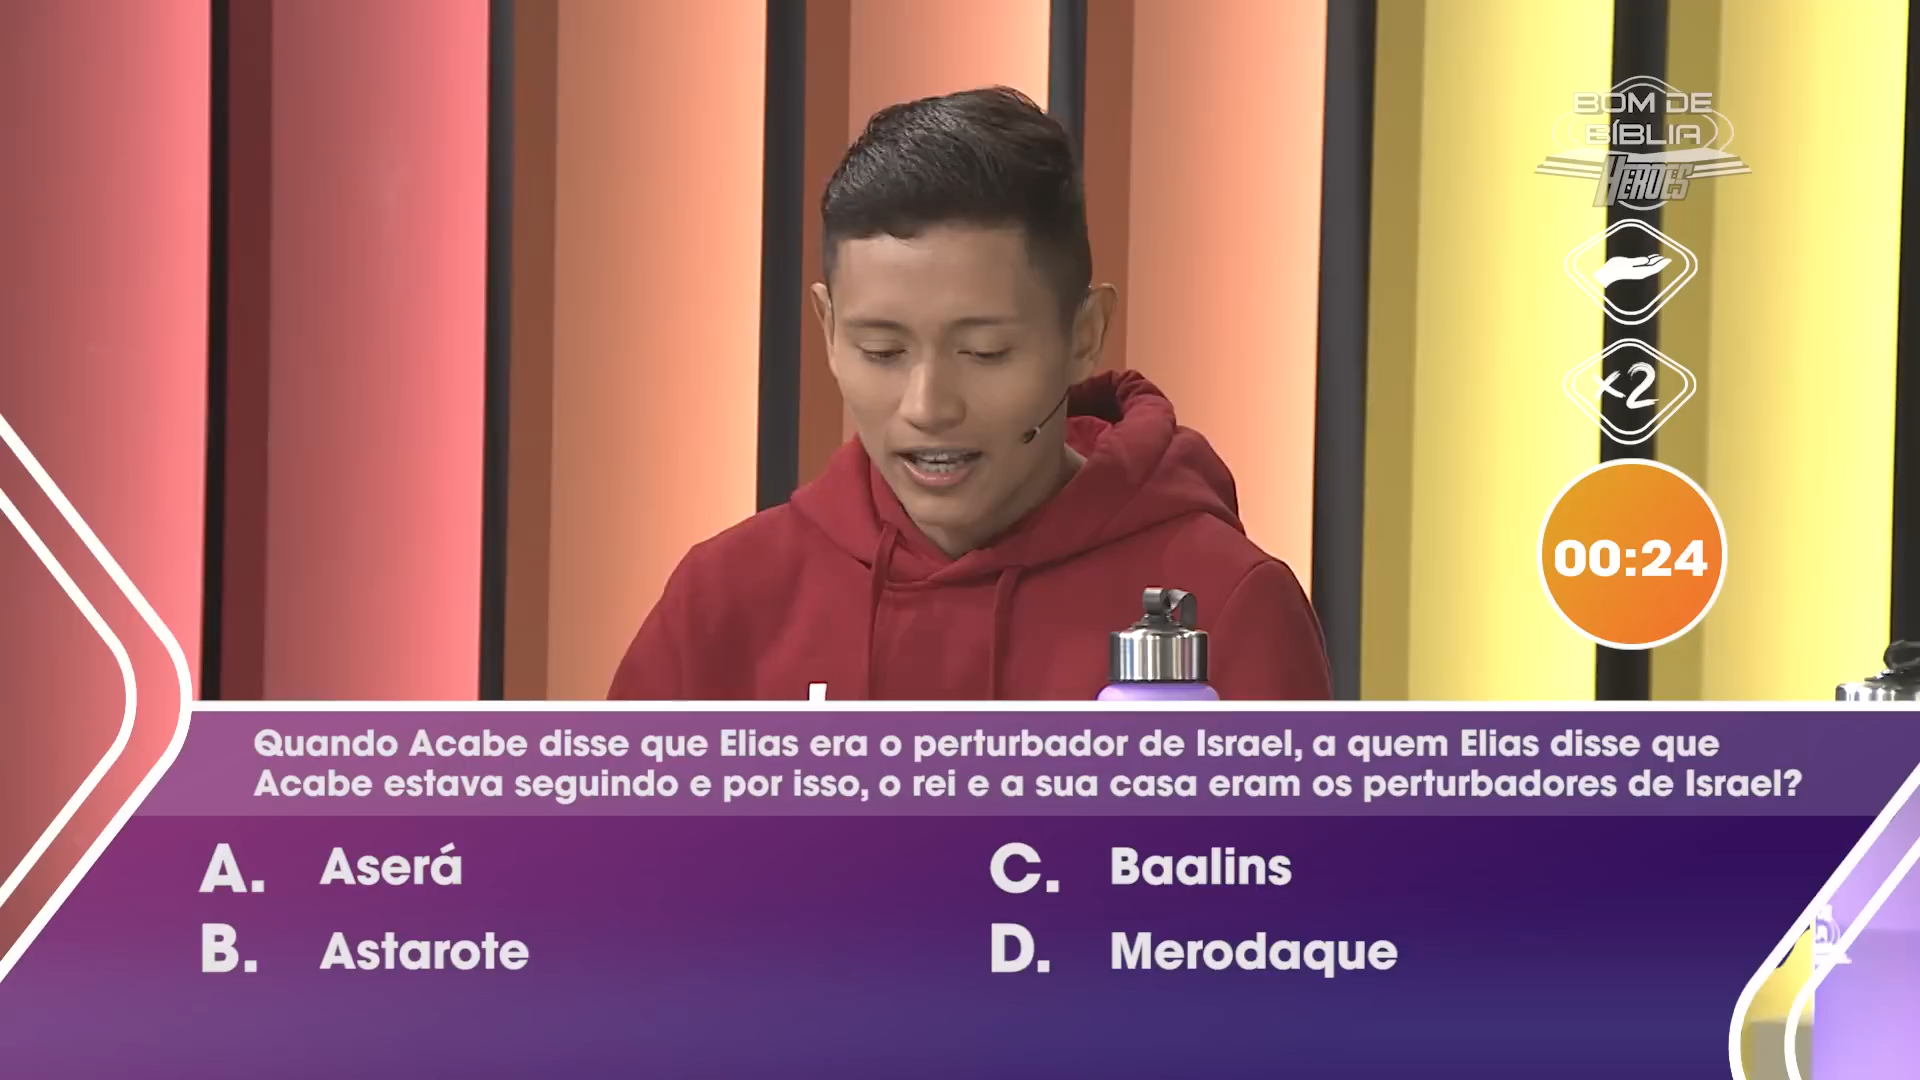 BOM DE
BÍBLIA
HEROES
×2
00:24
Quando Acabe disse que Elias era o perturbador de Israel, a quem Elias disse que
Acabe estava seguindo e por isso, o rei e a sua casa eram os perturbadores de Israel?
A. Aserá
B. Astarote
C. Baalins
D. Merodaque